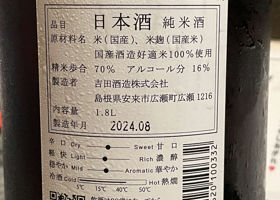 品目 日本酒 純米酒
原材料名 米(国産)、米麹(国産米)
国産酒造好適米100%使用
精米歩合 70% アルコール分 16%
製造者 吉田酒造株式会社
島根県安来市広瀬町広瀬1216
内容量 1.8L
製造年月 2024.08
辛口 Dry Sweet 甘口
軽快 Light Rich 濃醇
穏やか Mild Aromatic 華やか
冷酒 Cold Hot 熱燗
5℃ 15℃ 40℃ 50℃
20100332